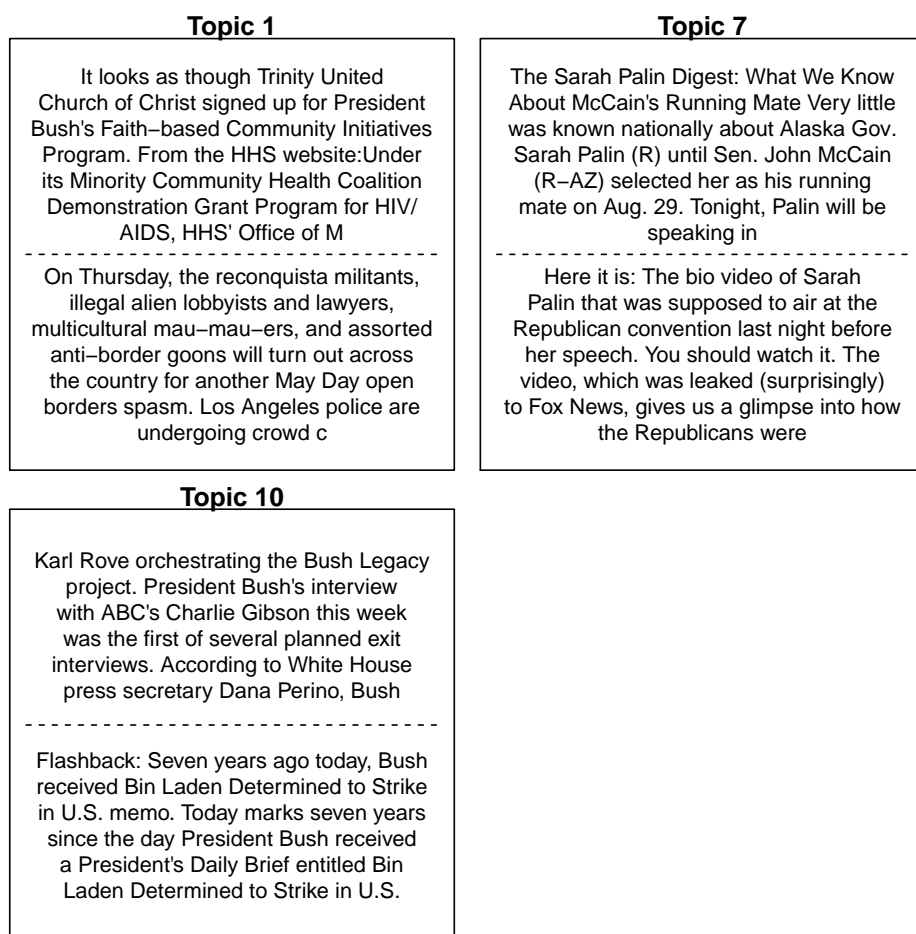 Topic 1
It looks as though Trinity United
Church of Christ signed up for President
Bush's Faith−based Community Initiatives
Program. From the HHS website:Under
its Minority Community Health Coalition
Demonstration Grant Program for HIV/
AIDS, HHS' Office of M
On Thursday, the reconquista militants,
illegal alien lobbyists and lawyers,
multicultural mau−mau−ers, and assorted
anti−border goons will turn out across
the country for another May Day open
borders spasm. Los Angeles police are
undergoing crowd c
Topic 7
The Sarah Palin Digest: What We Know
About McCain's Running Mate Very little
was known nationally about Alaska Gov.
Sarah Palin (R) until Sen. John McCain
(R−AZ) selected her as his running
mate on Aug. 29. Tonight, Palin will be
speaking in
Here it is: The bio video of Sarah
Palin that was supposed to air at the
Republican convention last night before
her speech. You should watch it. The
video, which was leaked (surprisingly)
to Fox News, gives us a glimpse into how
the Republicans were
Topic 10
Karl Rove orchestrating the Bush Legacy
project. President Bush's interview
with ABC's Charlie Gibson this week
was the first of several planned exit
interviews. According to White House
press secretary Dana Perino, Bush
Flashback: Seven years ago today, Bush
received Bin Laden Determined to Strike
in U.S. memo. Today marks seven years
since the day President Bush received
a President's Daily Brief entitled Bin
Laden Determined to Strike in U.S.